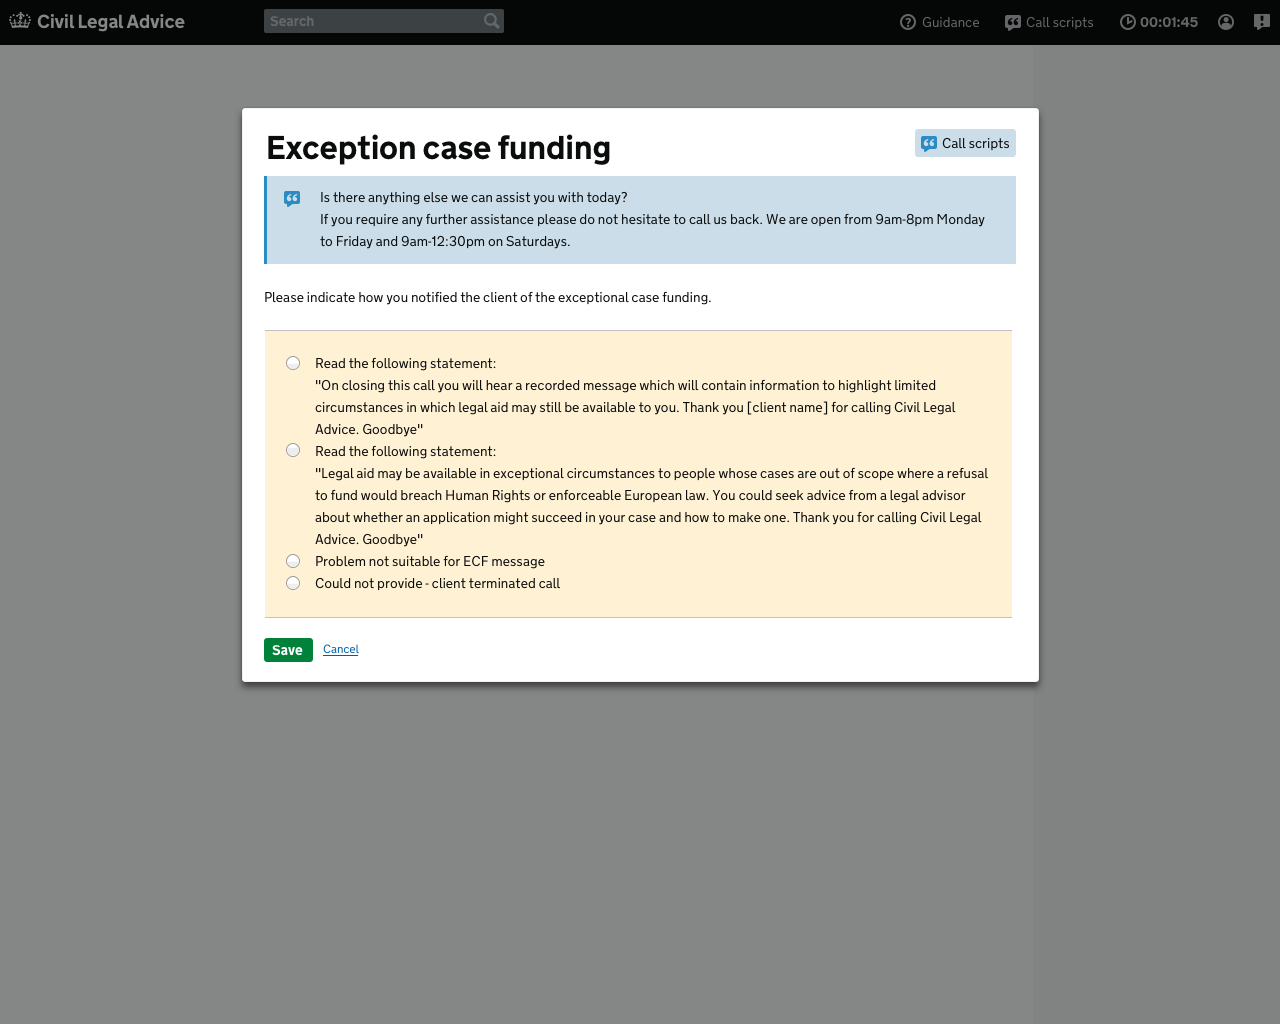 Civil Legal Advice
Search
Guidance
Call scripts
00:01:45
Exception case funding
Call scripts
Is there anything else we can assist you with today?
If you require any further assistance please do not hesitate to call us back. We are open from 9am-8pm Monday
to Friday and 9am-12:30pm on Saturdays.
Please indicate how you notified the client of the exceptional case funding.
Read the following statement:
"On closing this call you will hear a recorded message which will contain information to highlight limited
circumstances in which legal aid may still be available to you. Thank you [client name] for calling Civil Legal
Advice. Goodbye"
Read the following statement:
"Legal aid may be available in exceptional circumstances to people whose cases are out of scope where a refusal
to fund would breach Human Rights or enforceable European law. You could seek advice from a legal advisor
about whether an application might succeed in your case and how to make one. Thank you for calling Civil Legal
Advice. Goodbye"
Problem not suitable for ECF message
Could not provide - client terminated call
Save
Cancel